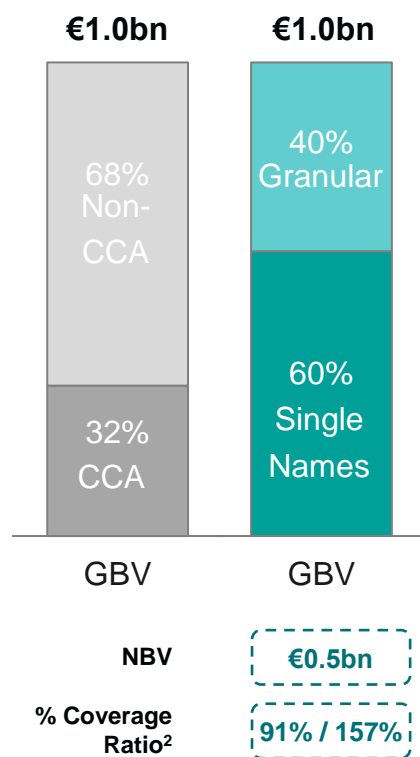 €1.0bn €1.0bn
68%
Non-
CCA
32%
CCA
40%
Granular
60%
Single
Names
GBV GBV
NBV €0.5bn
% Coverage
Ratio² 91% / 157%